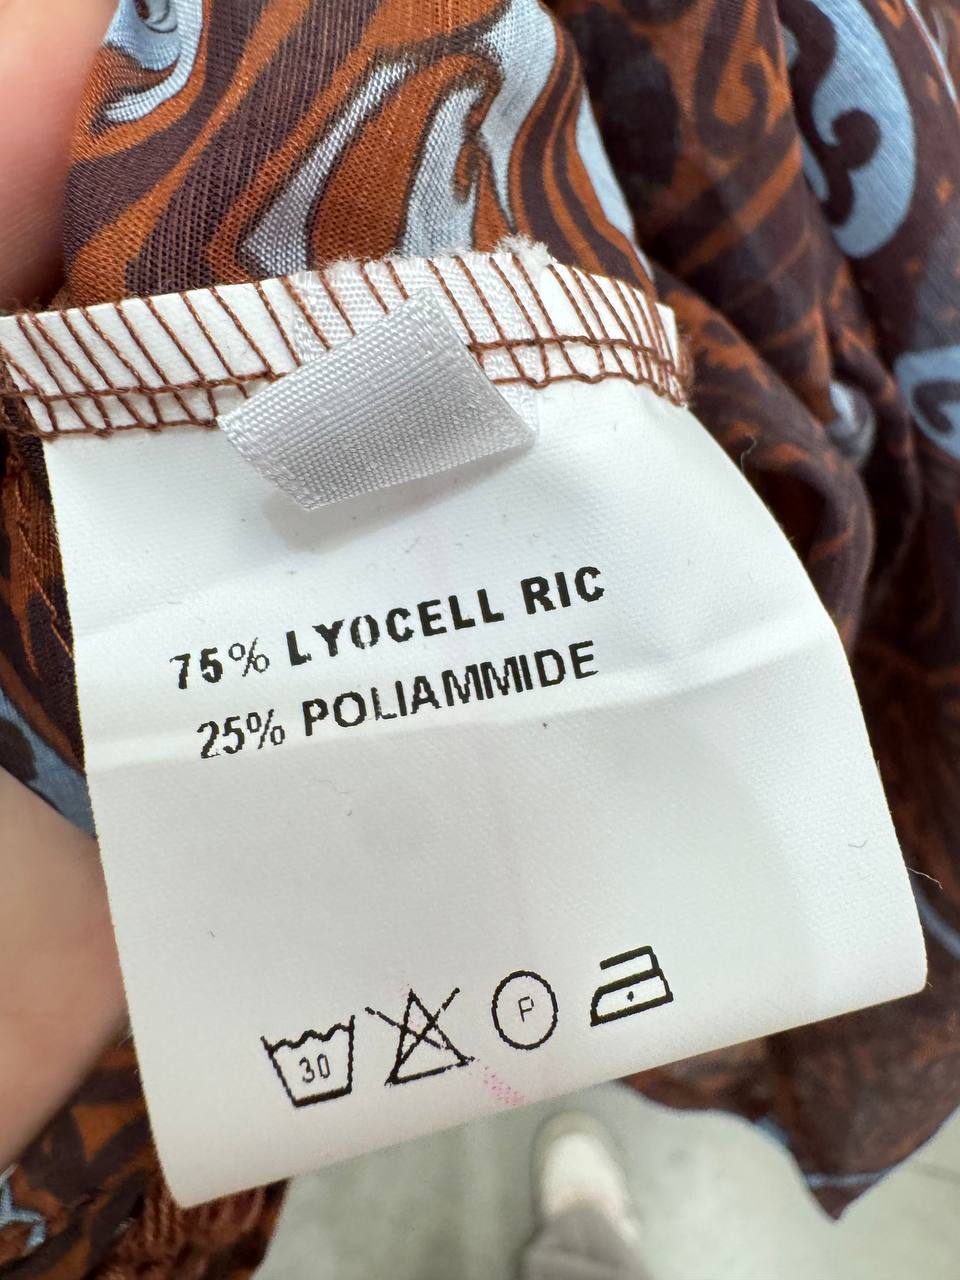 75% LYOCELL RIC
25% POLIAMMIDE
30 P